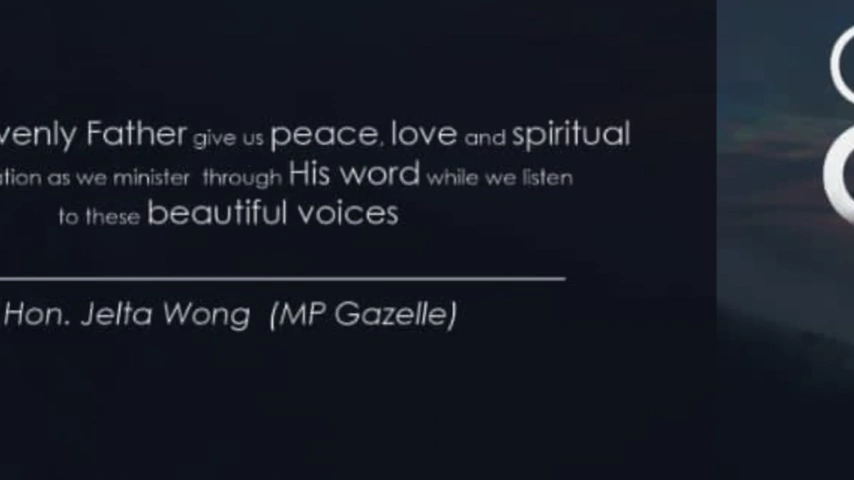 venly Father give us peace, love and spiritual
ation as we minister through His word while we listen
to these beautiful voices
Hon. Jelta Wong (MP Gazelle)
8